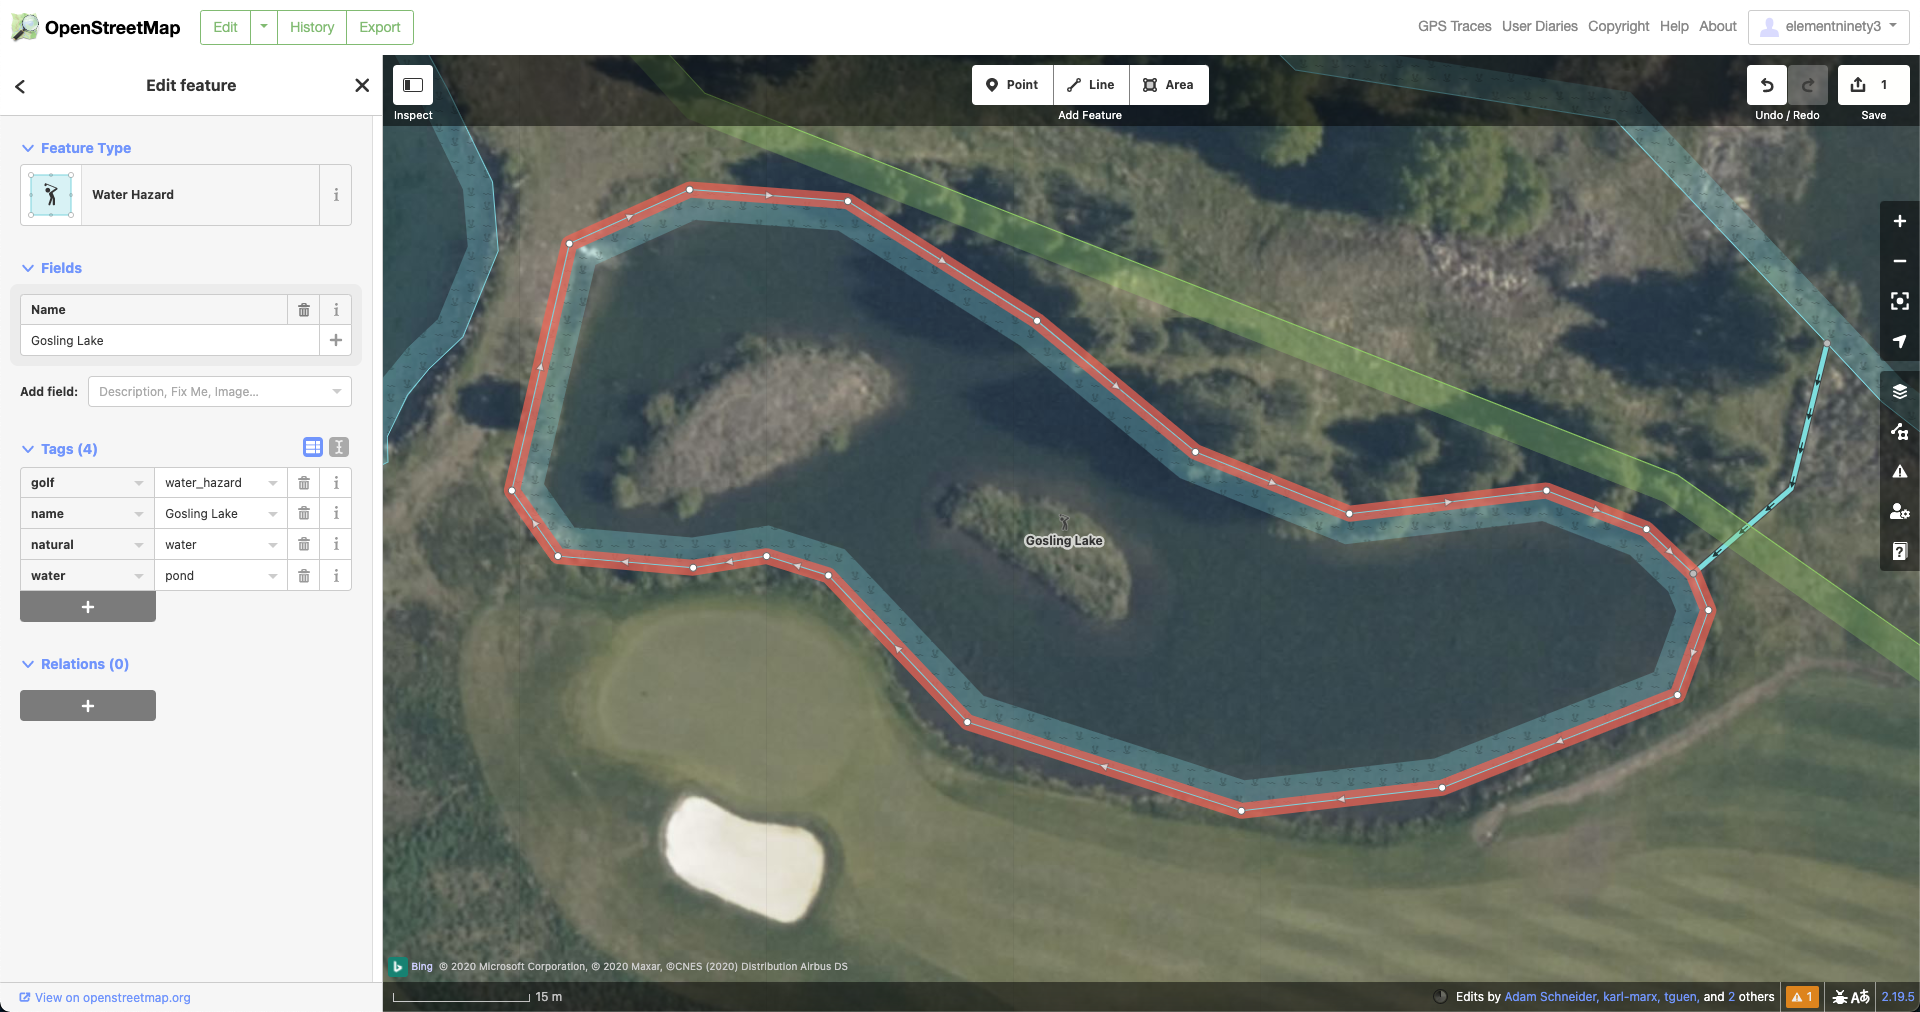 OpenStreetMap
Edit
History
Export
GPS Traces
User Diaries
Copyright
Help
About
elementninety3
Edit feature
Inspect
Point
Line
Area
Add Feature
Undo / Redo
1
Save
Feature Type
Water Hazard
Fields
Name
Gosling Lake
Add field:
Description, Fix Me, Image...
Tags (4)
golf
water_hazard
name
Gosling Lake
natural
water
water
pond
Relations (0)
Gosling Lake
Bing
© 2020 Microsoft Corporation, © 2020 Maxar, ©CNES (2020) Distribution Airbus DS
View on openstreetmap.org
15 m
Edits by Adam Schneider, karl-marx, tguen, and 2 others
1
Aあ
2.19.5